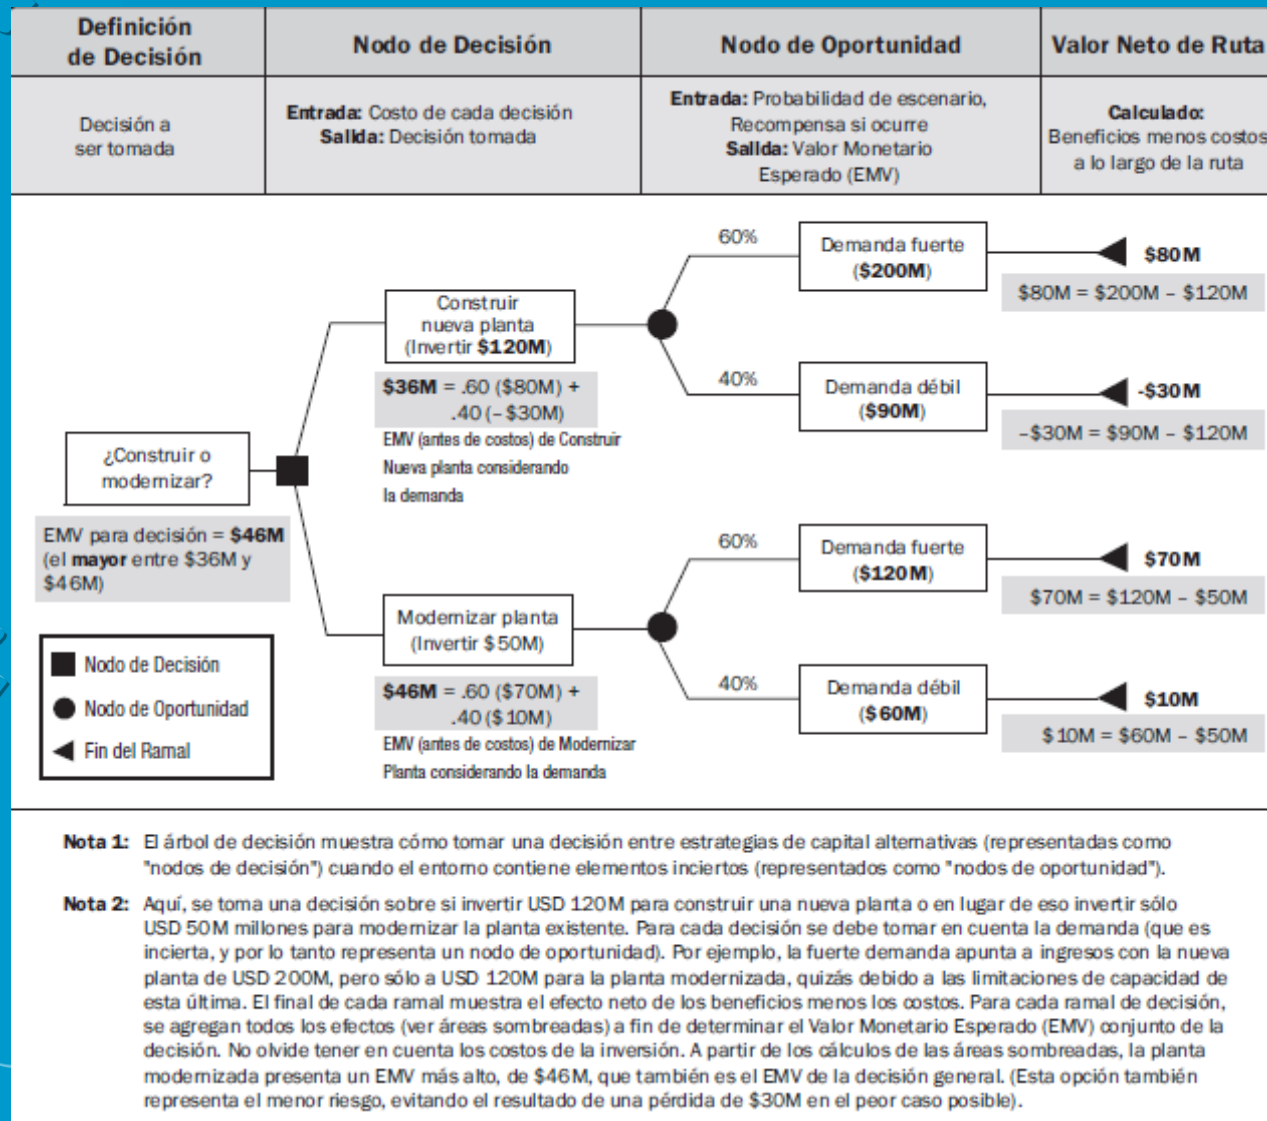 Definición
de Decisión
Nodo de Decisión
Nodo de Oportunidad
Valor Neto de Ruta
Decisión a
ser tomada
Entrada: Costo de cada decisión
Salida: Decisión tomada
Entrada: Probabilidad de escenario,
Recompensa si ocurre
Salida: Valor Monetario
Esperado (EMV)
Calculado:
Beneficios menos costos
a lo largo de la ruta
¿Construir o
modernizar?
EMV para decisión = $46M
(el mayor entre $36M y
$46M)
Construir
nueva planta
(Invertir $120M)
$36M = .60 ($80M) +
.40 (– $30M)
EMV (antes de costos) de Construir
Nueva planta considerando
la demanda
60%
Demanda fuerte
($200M)
$80M
$80M = $200M – $120M
40%
Demanda débil
($90M)
-$30M
–$30M = $90M – $120M
Modernizar planta
(Invertir $50M)
$46M = .60 ($70M) +
.40 ($10M)
EMV (antes de costos) de Modernizar
Planta considerando la demanda
60%
Demanda fuerte
($120M)
$70M
$70M = $120M – $50M
40%
Demanda débil
($60M)
$10M
$10M = $60M – $50M
Nodo de Decisión
Nodo de Oportunidad
Fin del Ramal
Nota 1: El árbol de decisión muestra cómo tomar una decisión entre estrategias de capital alternativas (representadas como
"nodos de decisión") cuando el entorno contiene elementos inciertos (representados como "nodos de oportunidad").
Nota 2: Aquí, se toma una decisión sobre si invertir USD 120M para construir una nueva planta o en lugar de eso invertir sólo
USD 50M millones para modernizar la planta existente. Para cada decisión se debe tomar en cuenta la demanda (que es
incierta, y por lo tanto representa un nodo de oportunidad). Por ejemplo, la fuerte demanda apunta a ingresos con la nueva
planta de USD 200M, pero sólo a USD 120M para la planta modernizada, quizás debido a las limitaciones de capacidad de
esta última. El final de cada ramal muestra el efecto neto de los beneficios menos los costos. Para cada ramal de decisión,
se agregan todos los efectos (ver áreas sombreadas) a fin de determinar el Valor Monetario Esperado (EMV) conjunto de la
decisión. No olvide tener en cuenta los costos de la inversión. A partir de los cálculos de las áreas sombreadas, la planta
modernizada presenta un EMV más alto, de $46M, que también es el EMV de la decisión general. (Esta opción también
representa el menor riesgo, evitando el resultado de una pérdida de $30M en el peor caso posible).